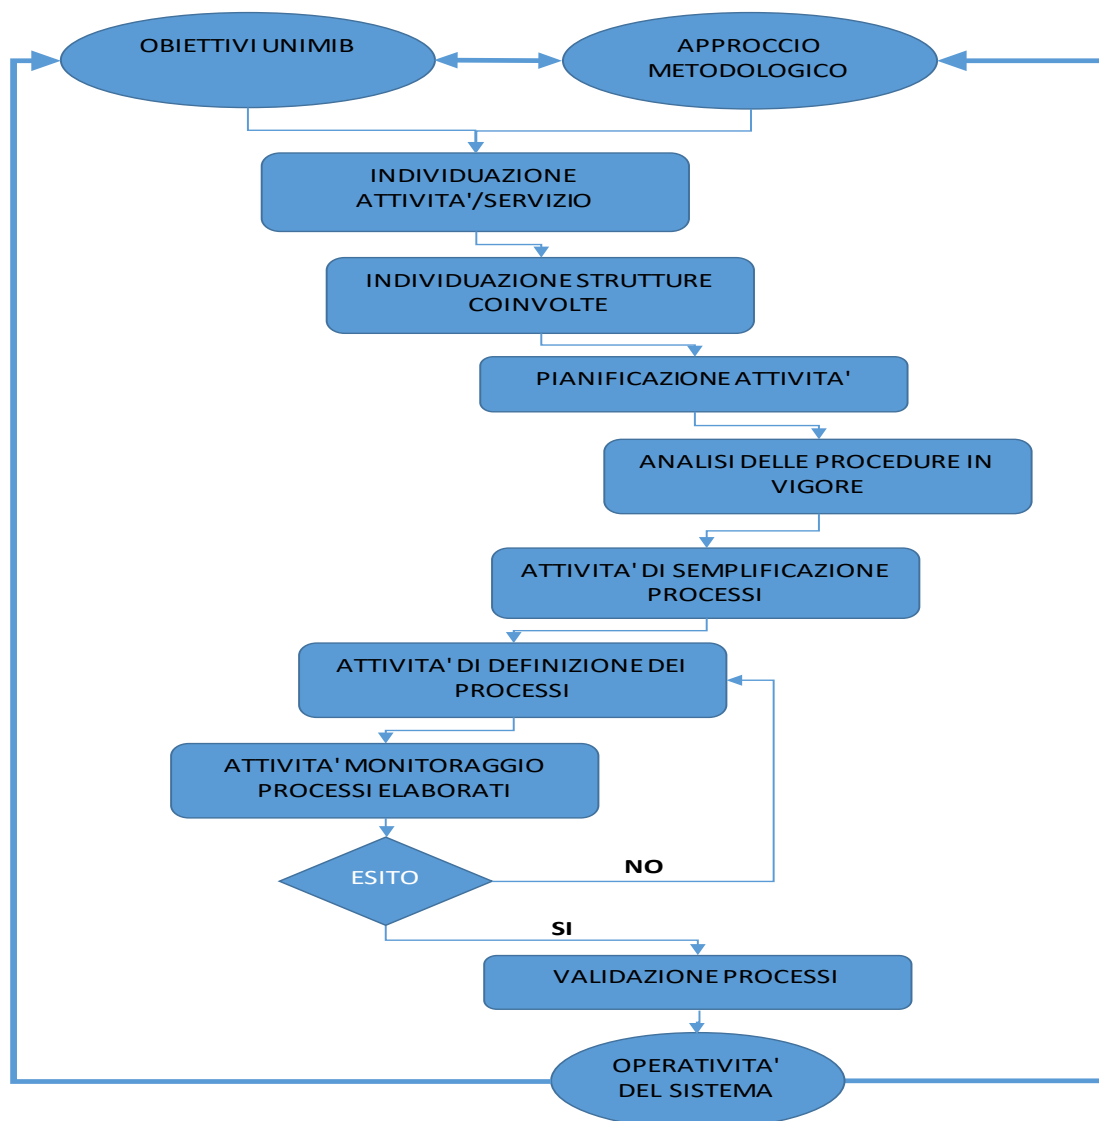 OBIETTIVI UNIMIB
APPROCCIO
METODOLOGICO
INDIVIDUAZIONE
ATTIVITA'/SERVIZIO
INDIVIDUAZIONE STRUTTURE
COINVOLTE
PIANIFICAZIONE ATTIVITA'
ANALISI DELLE PROCEDURE IN
VIGORE
ATTIVITA' DI SEMPLIFICAZIONE
PROCESSI
ATTIVITA' DI DEFINIZIONE DEI
PROCESSI
ATTIVITA' MONITORAGGIO
PROCESSI ELABORATI
ESITO
NO
SI
VALIDAZIONE PROCESSI
OPERATIVITA'
DEL SISTEMA